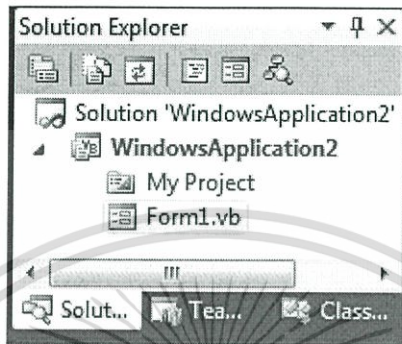 Solution Explorer
Solution 'WindowsApplication2'
WindowsApplication2
My Project
Form1.vb
Solut... Tea... Class...